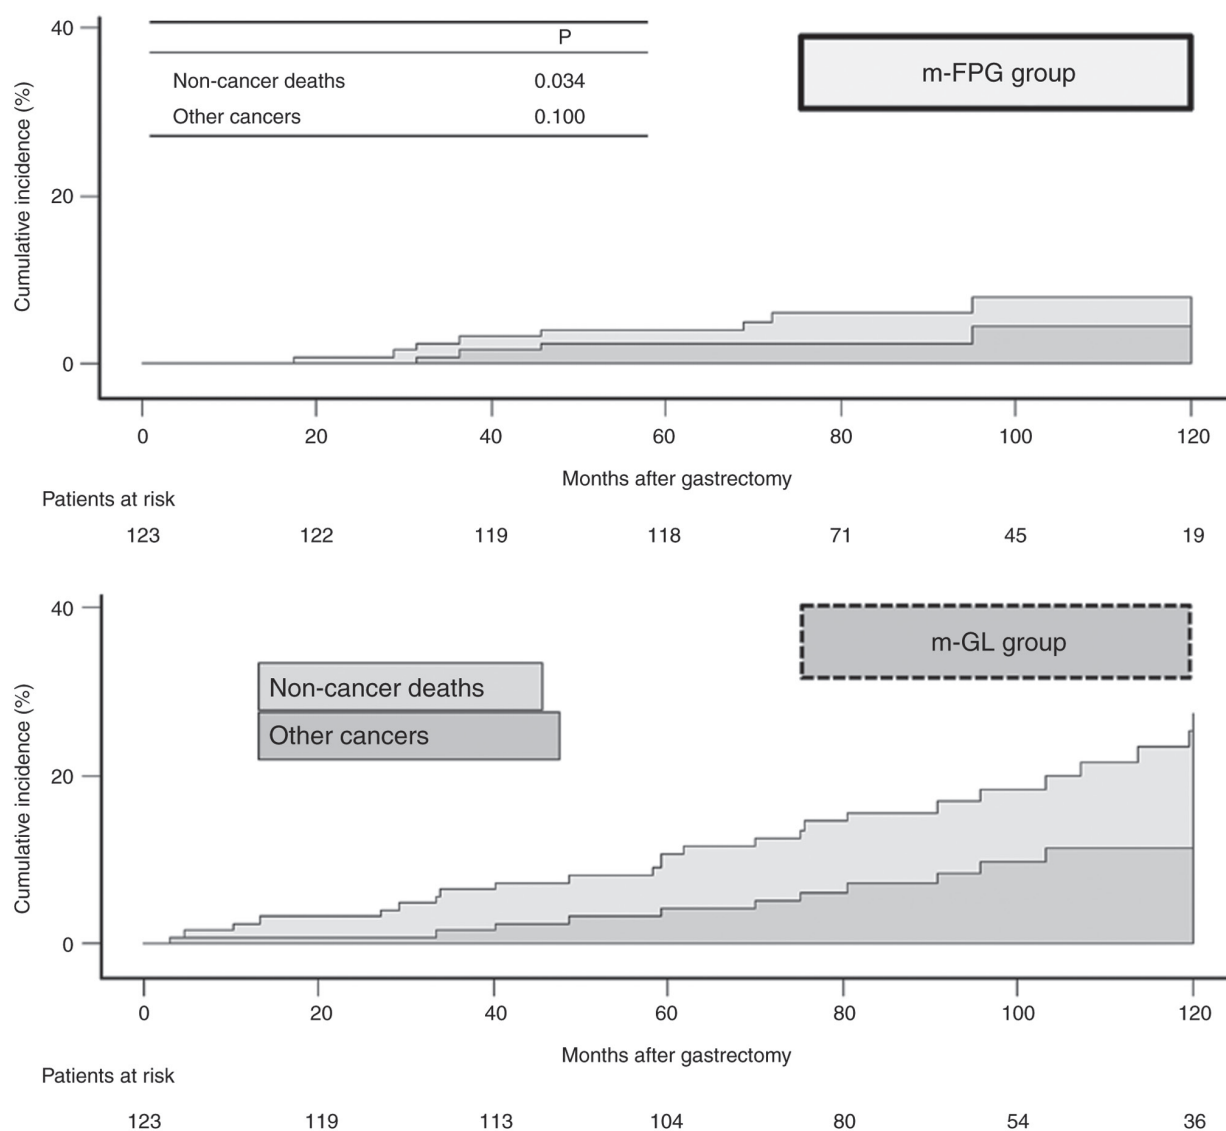 40
P
m-FPG group
Non-cancer deaths 0.034
Other cancers 0.100
20
Cumulative incidence (%)
0
0 20 40 60 80 100 120
Months after gastrectomy
Patients at risk
123 122 119 118 71 45 19
40
m-GL group
Non-cancer deaths
Other cancers
20
Cumulative incidence (%)
0
0 20 40 60 80 100 120
Months after gastrectomy
Patients at risk
123 119 113 104 80 54 36